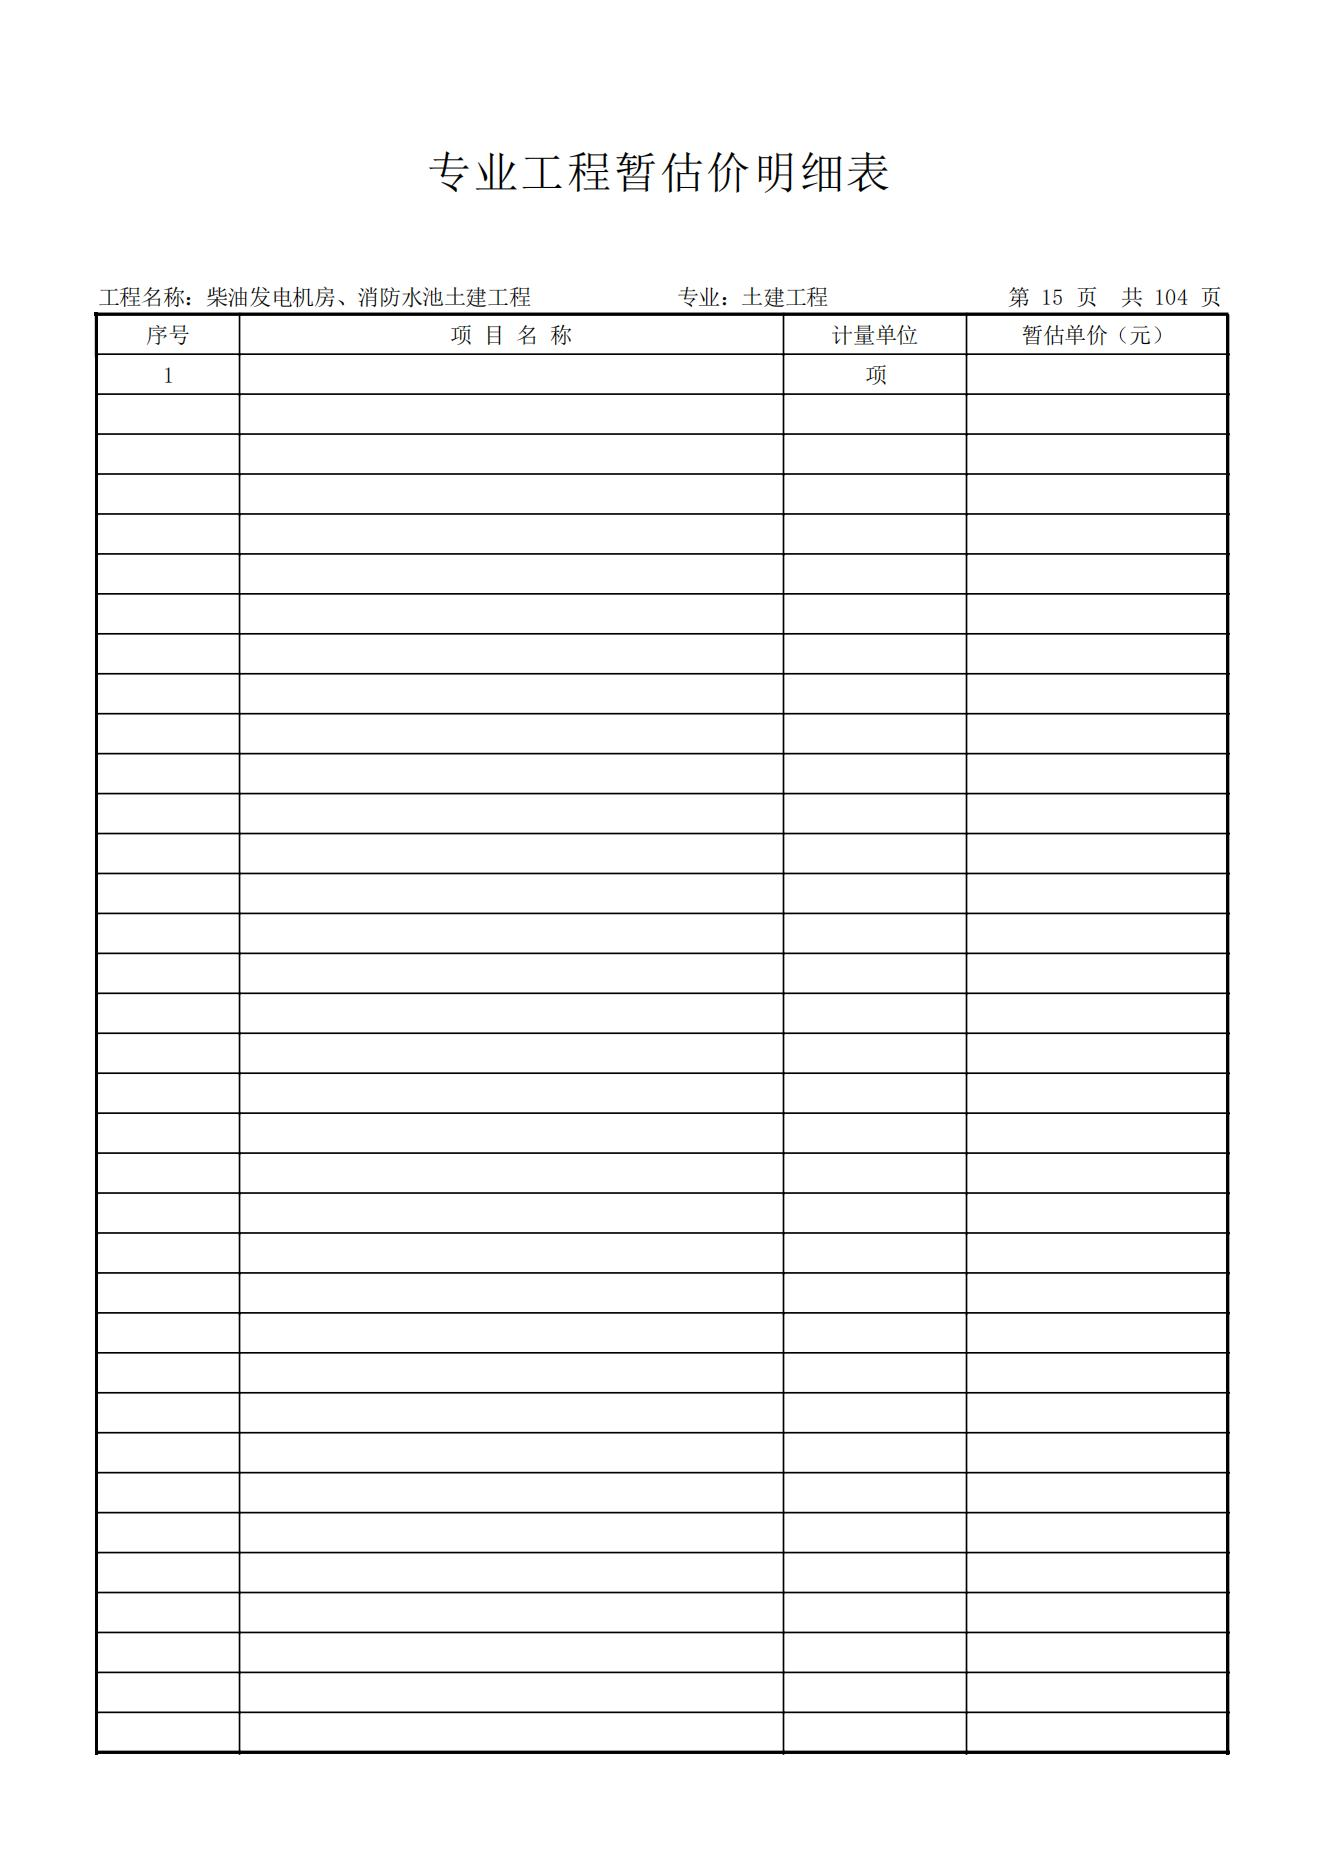 专业工程暂估价明细表
工程名称：柴油发电机房、消防水池土建工程 专业：土建工程 第 15 页 共 104 页
序号 项 目 名 称 计量单位 暂估单价（元）
1 项